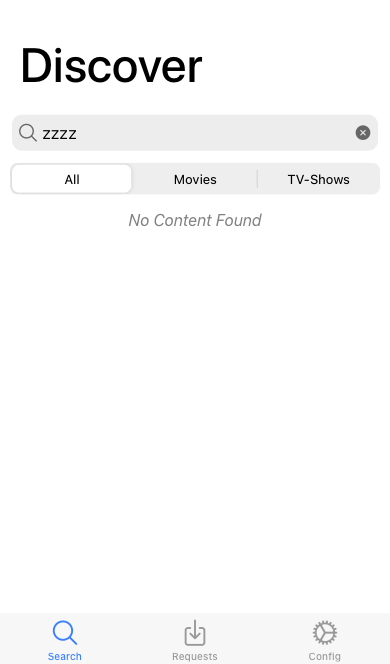 Discover
zzzz
All Movies TV-Shows
No Content Found
Search Requests Config